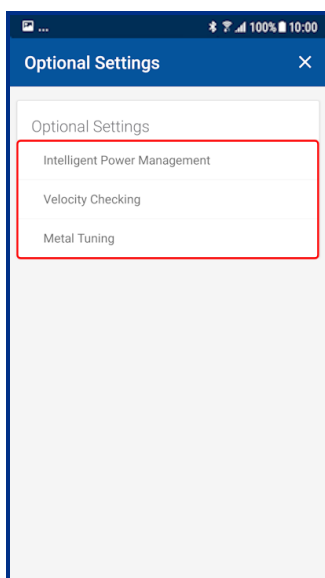 ... 100% 10:00
Optional Settings ×
Optional Settings
Intelligent Power Management
Velocity Checking
Metal Tuning